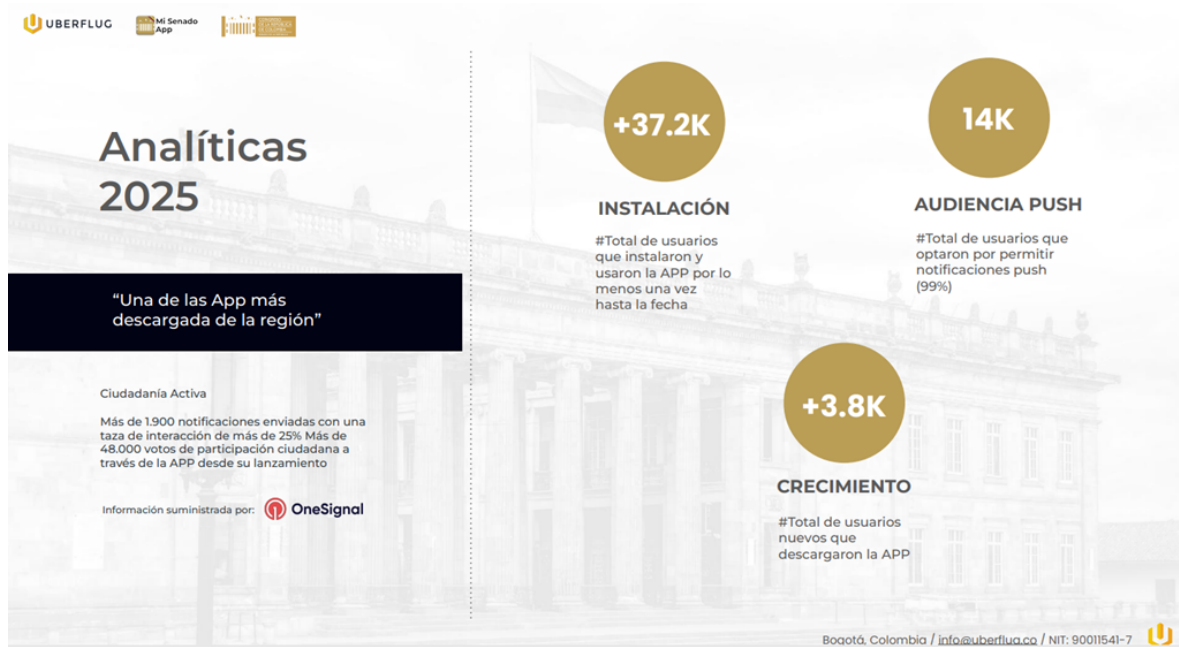 UBERFLUG
Mi Senado
App
Analíticas
2025
“Una de las App más
descargada de la región”
Ciudadanía Activa
Más de 1.900 notificaciones enviadas con una
taza de interacción de más de 25% Más de
48.000 votos de participación ciudadana a
través de la APP desde su lanzamiento
Información suministrada por:
OneSignal
+37.2K
INSTALACIÓN
#Total de usuarios
que instalaron y
usaron la APP por lo
menos una vez
hasta la fecha
14K
AUDIENCIA PUSH
#Total de usuarios que
optaron por permitir
notificaciones push
(99%)
+3.8K
CRECIMIENTO
#Total de usuarios
nuevos que
descargaron la APP
Bogotá, Colombia / info@uberflug.co / NIT: 90011541-7